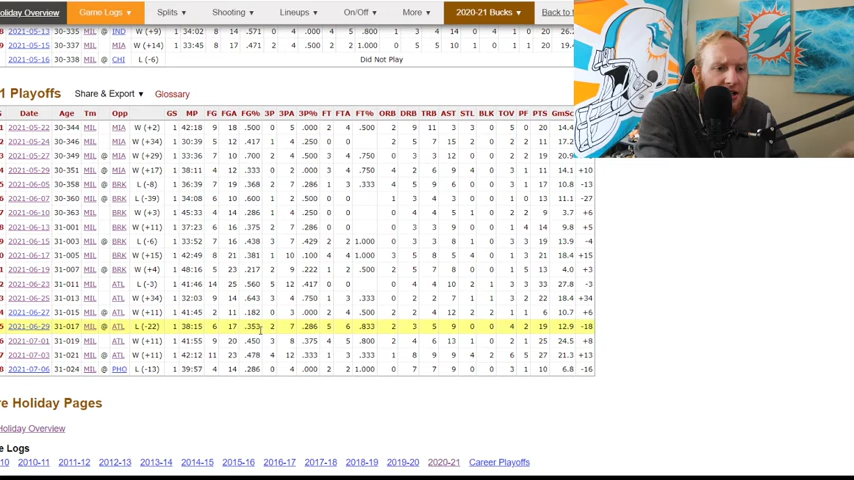 oliday Overview Game Logs ▼ Splits ▼ Shooting ▼ Lineups ▼ On/Off ▼ More ▼ 2020-21 Bucks ▼ Back to
2021-05-13 30-335 MIL @ IND W (+9) 1 34:02 8 14 .571 0 4 .000 4 5 .800 1 3 4 14 0 4 1 0 20
2021-05-15 30-337 MIL MIA W (+14) 1 33:45 8 17 .471 2 4 .500 2 2 1.000 0 5 5 10 1 0 1 1 20 19.
2021-05-16 30-338 MIL @ CHI L (-6) Did Not Play
1 Playoffs Share & Export ▼ Glossary
Date Age Tm Opp GS MP FG FGA FG% 3P 3PA 3P% FT FTA FT% ORB DRB TRB AST STL BLK TOV PF PTS GmSc
1 2021-05-22 30-344 MIL MIA W (+2) 1 42:18 9 18 .500 0 5 .000 2 4 .500 2 9 11 3 3 2 5 0 20 14.4
2021-05-24 30-346 MIL MIA W (+34) 1 30:39 5 12 .417 1 4 .250 0 0 2 5 7 15 2 2 11 17.2
2021-05-27 30-349 MIL @ MIA W (+29) 1 33:36 7 10 .700 2 4 .500 3 4 .750 0 3 3 12 0 2 2 19 20.9
2021-05-29 30-351 MIL @ MIA W (+17) 1 38:11 4 12 .333 0 2 .000 3 4 .750 4 2 6 9 4 0 3 1 11 14.1 +10
5 2021-06-05 30-358 MIL @ BRK L (-8) 1 36:39 7 19 .368 2 7 .286 1 3 .333 4 5 9 6 0 3 1 17 10.8 -13
2021-06-07 30-360 MIL @ BRK L (-39) 1 34:08 6 10 .600 1 2 .500 0 0 1 3 4 3 0 1 0 13 11.1 -27
2021-06-10 30-363 MIL BRK W (+3) 1 45:33 4 14 .286 1 4 .250 0 0 0 4 4 5 1 0 2 2 9 3.7 +6
2021-06-13 31-001 MIL BRK W (+11) 1 37:23 6 16 .375 2 7 .286 0 0 0 3 3 9 0 0 1 4 14 9.8 +5
2021-06-15 31-003 MIL @ BRK L (-6) 1 33:52 7 16 .438 3 7 .429 2 2 1.000 0 3 3 8 1 0 3 3 19 13.9 -4
2021-06-17 31-005 MIL BRK W (+15) 1 42:49 8 21 .381 1 10 .100 4 4 1.000 3 5 8 5 4 0 1 3 21 18.4 +15
2021-06-19 31-007 MIL @ BRK W (+4) 1 48:16 5 23 .217 2 9 .222 1 2 .500 2 5 7 8 0 0 1 5 13 4.0 +3
2021-06-23 31-011 MIL ATL L (-3) 1 41:46 14 25 .560 5 12 .417 0 0 0 4 4 10 2 1 3 3 33 27.8 -3
2021-06-25 31-013 MIL ATL W (+34) 1 32:03 9 14 .643 3 4 .750 1 3 .333 0 2 2 7 1 1 3 2 22 18.4 +34
2021-06-27 31-015 MIL @ ATL W (+11) 1 41:45 2 11 .182 0 3 .000 2 4 .500 2 2 4 12 2 2 1 1 6 10.7 +6
5 2021-06-29 31-017 MIL @ ATL L (-22) 1 38:15 6 17 .353 2 7 .286 5 6 .833 2 3 5 9 0 0 4 2 19 12.9 -18
2021-07-01 31-019 MIL ATL W (+11) 1 41:55 9 20 .450 3 8 .375 4 5 .800 2 4 6 13 1 0 2 1 25 24.5 +8
2021-07-03 31-021 MIL @ ATL W (+11) 1 42:12 11 23 .478 4 12 .333 1 3 .333 1 8 9 9 4 2 6 5 27 21.3 +13
8 2021-07-06 31-024 MIL @ PHO L (-13) 1 39:57 4 14 .286 0 4 .000 2 2 1.000 0 7 7 9 0 0 3 1 10 6.8 -16
re Holiday Pages
Holiday Overview
e Logs
10 2010-11 2011-12 2012-13 2013-14 2014-15 2015-16 2016-17 2017-18 2018-19 2019-20 2020-21 Career Playoffs